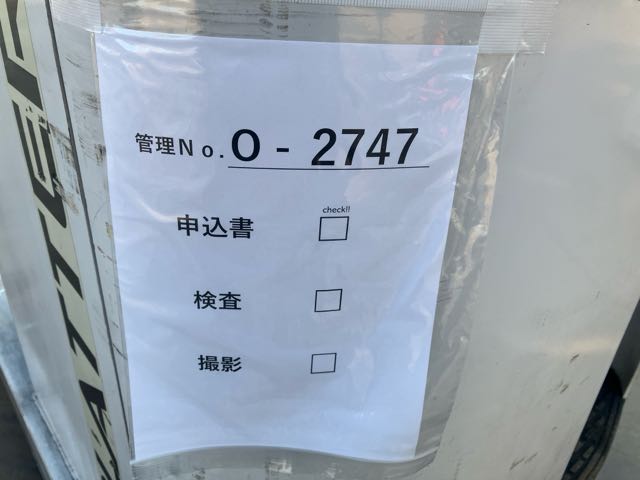 管理No. O - 2747
check!!
申込書 □
検査 □
撮影 □